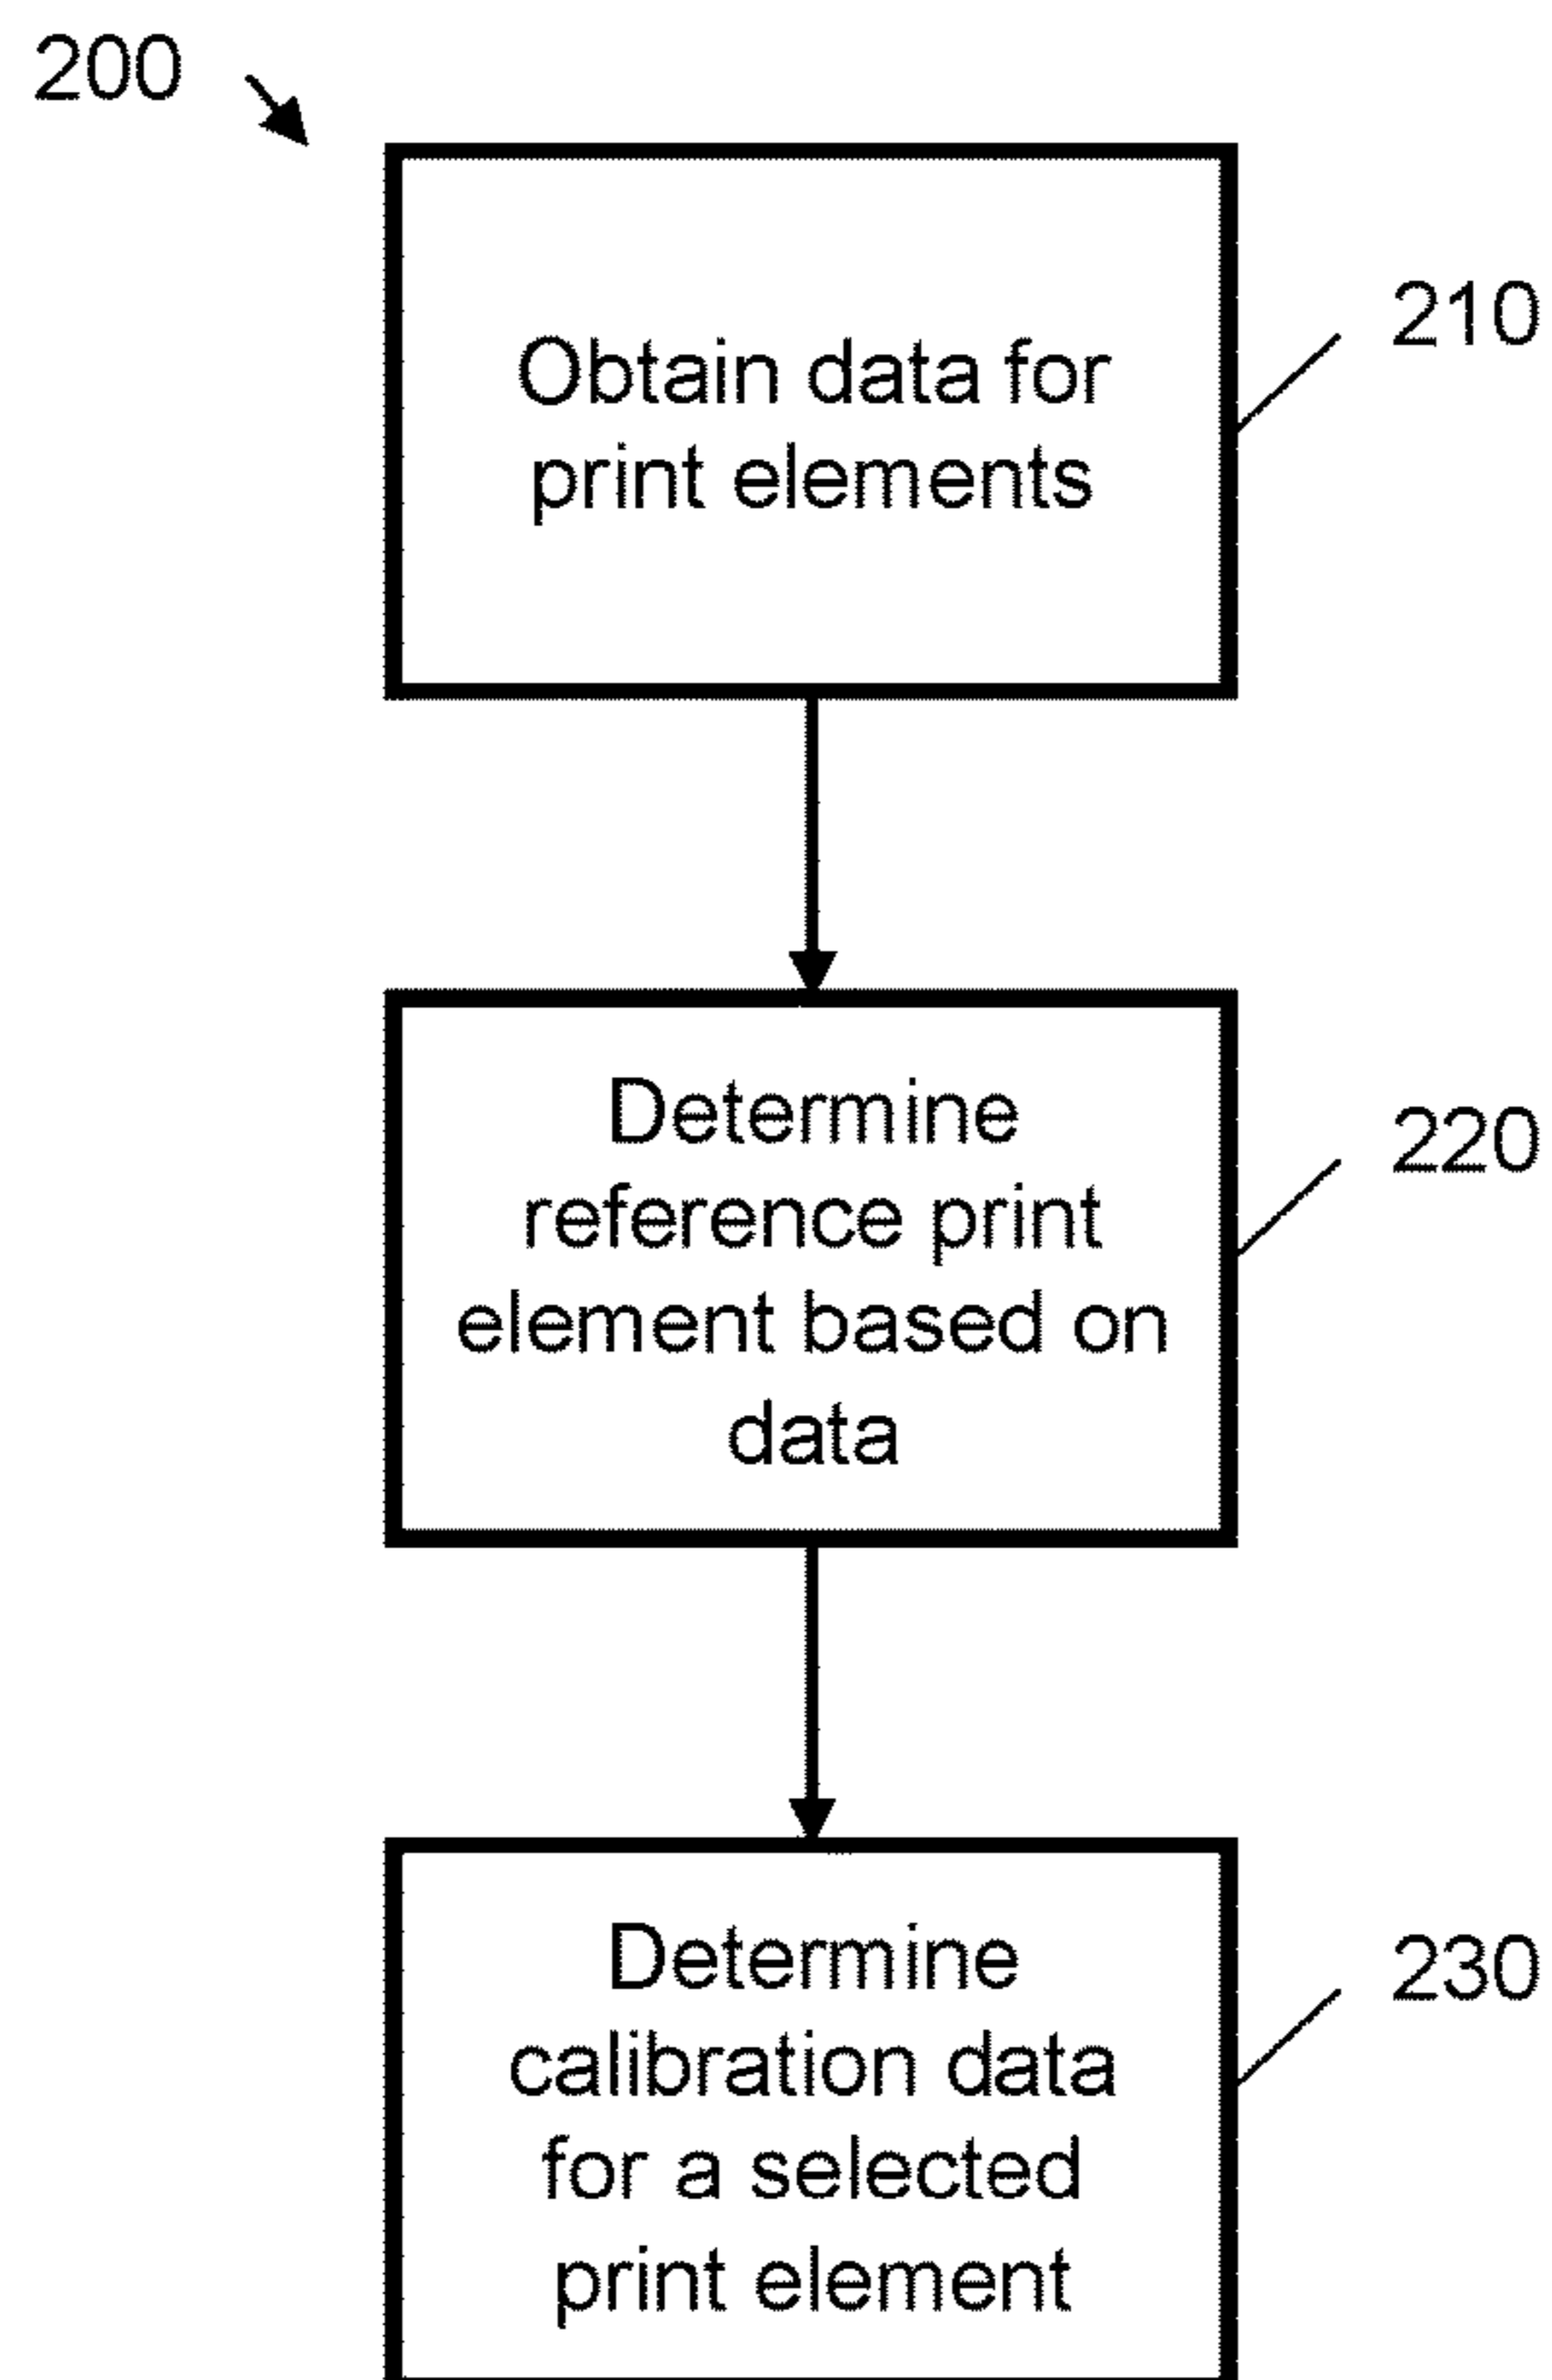 200
210
Obtain data for
print elements
220
Determine
reference print
element based on
data
230
Determine
calibration data
for a selected
print element